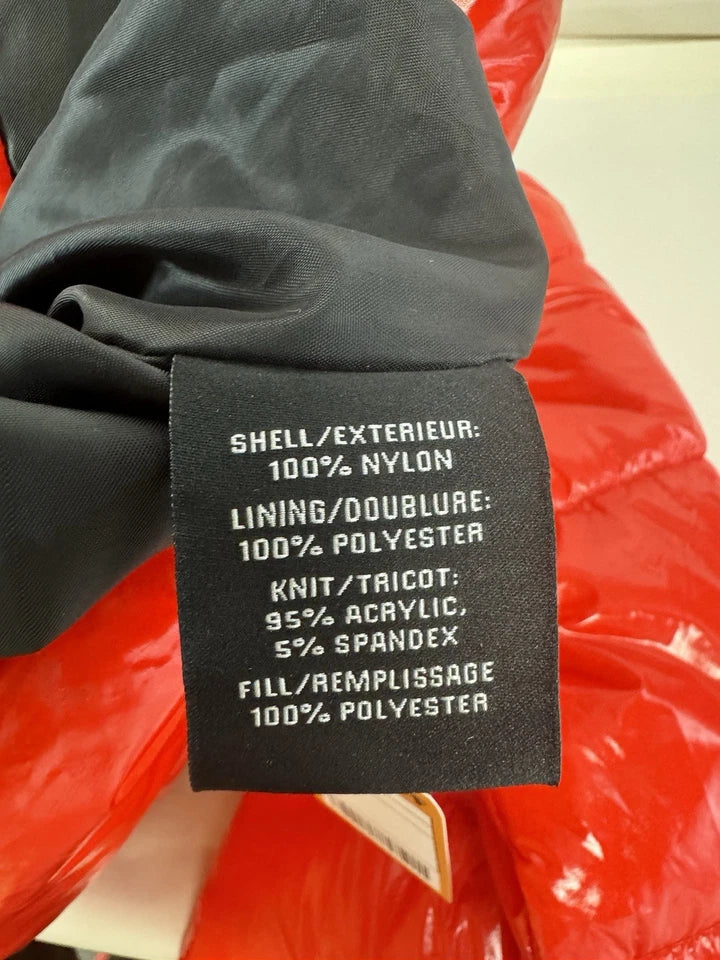 SHELL/EXTERIEUR:
100% NYLON
LINING/DOUBLURE:
100% POLYESTER
KNIT/TRICOT:
95% ACRYLIC,
5% SPANDEX
FILL/REMPLISSAGE
100% POLYESTER